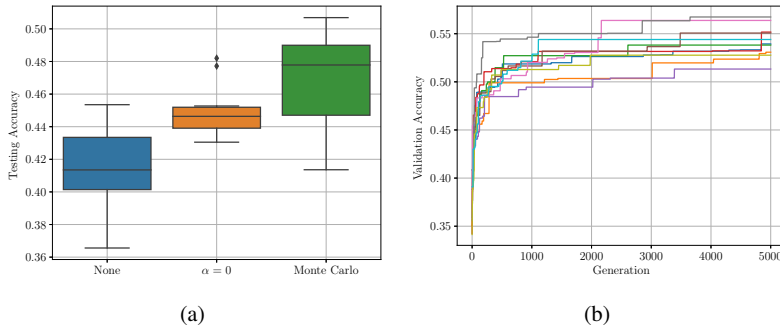 0.50
0.48
0.46
0.44
0.42
0.40
0.38
0.36
Testing Accuracy
None
α = 0
Monte Carlo
(a)
0.55
0.50
0.45
0.40
0.35
Validation Accuracy
0
1000
2000
3000
4000
5000
Generation
(b)